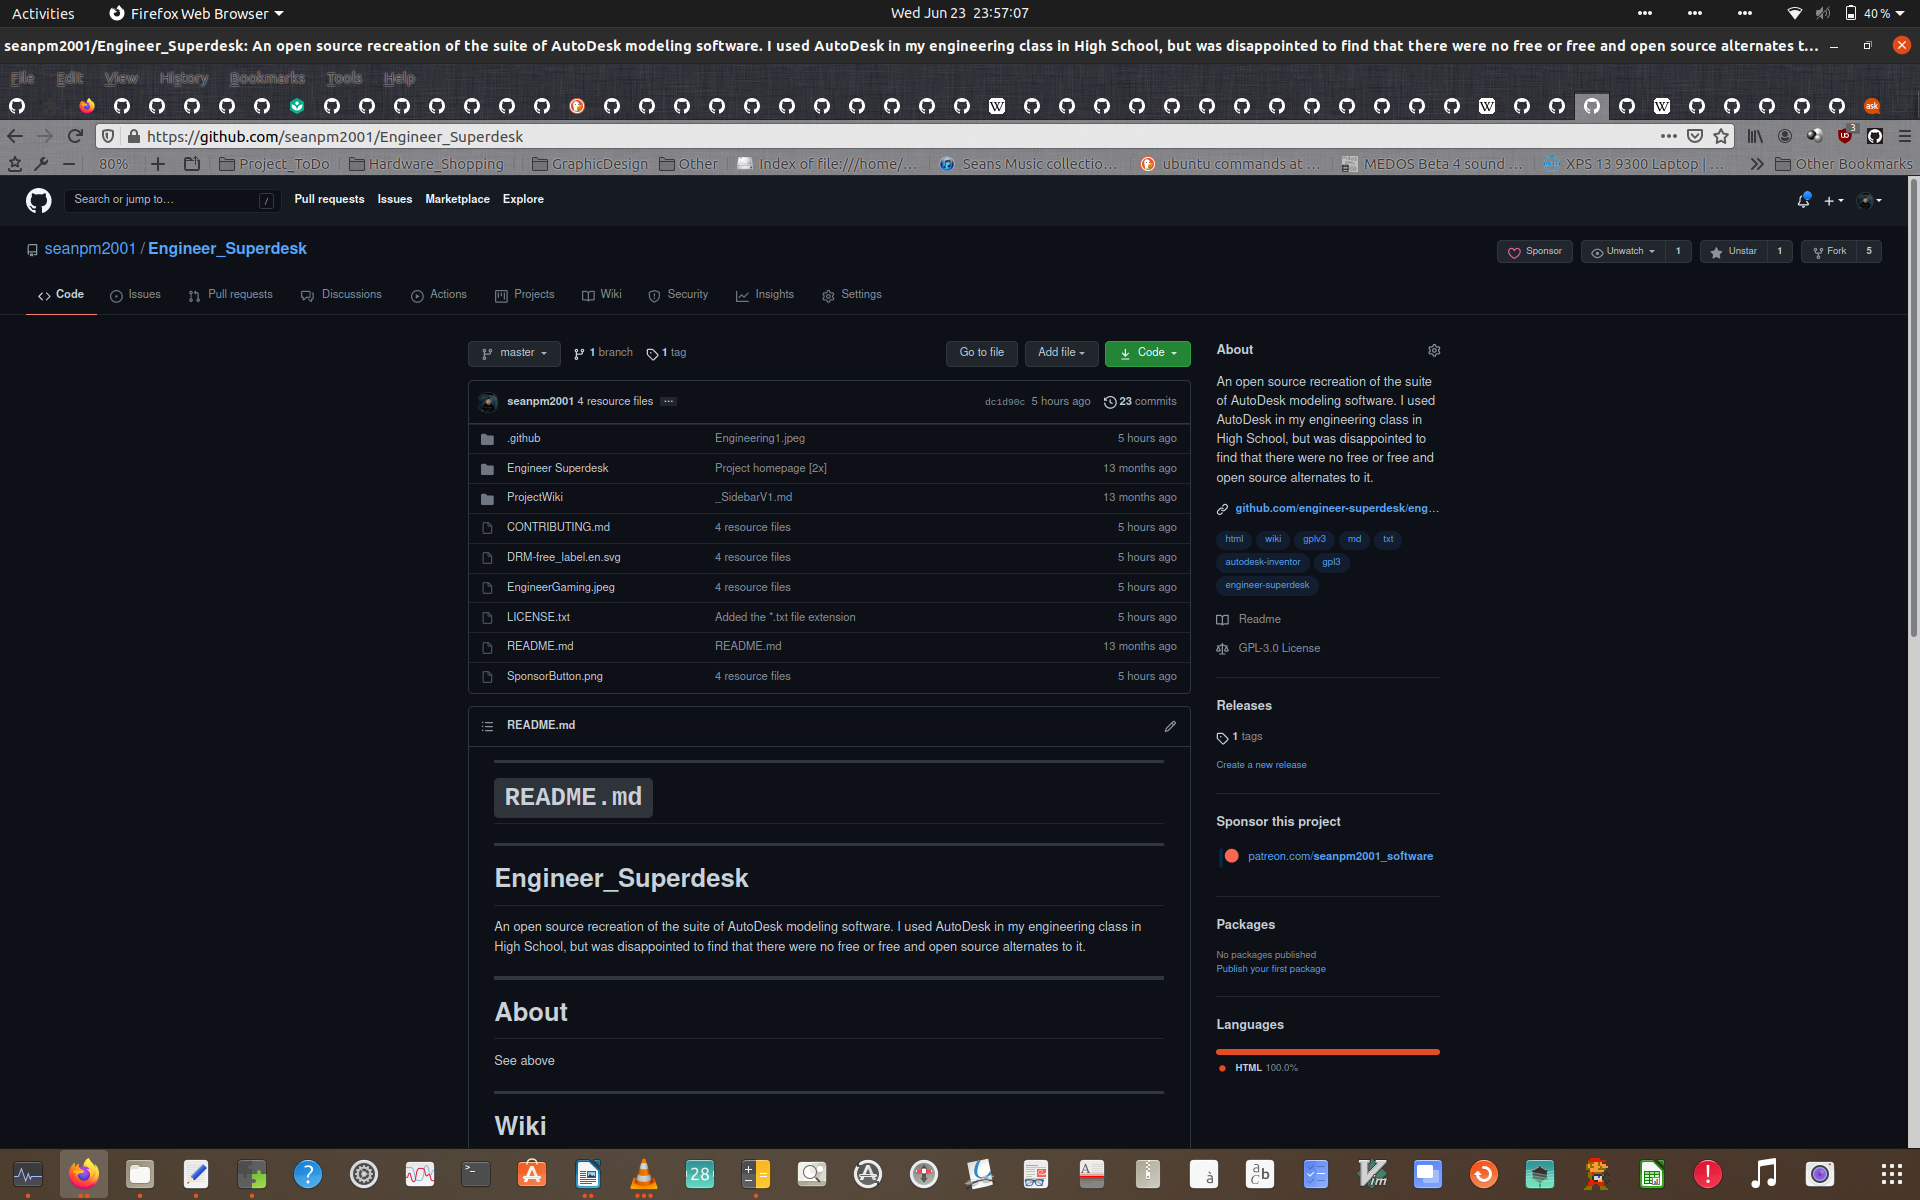 Activities
Firefox Web Browser
Wed Jun 23 23:57:07
40 %
seanpm2001/Engineer_Superdesk: An open source recreation of the suite of AutoDesk modeling software. I used AutoDesk in my engineering class in High School, but was disappointed to find that there were no free or free and open source alternates t…
File Edit View History Bookmarks Tools Help
https://github.com/seanpm2001/Engineer_Superdesk
3
80%
Project_ToDo
Hardware_Shopping
GraphicDesign
Other
Index of file:///home/…
Seans Music collectio…
ubuntu commands at …
MEDOS Beta 4 sound …
XPS 13 9300 Laptop | …
Other Bookmarks
Search or jump to…
/
Pull requests Issues Marketplace Explore
seanpm2001 / Engineer_Superdesk
Sponsor
Unwatch 1
Unstar 1
Fork 5
Code Issues Pull requests Discussions Actions Projects Wiki Security Insights Settings
master
1 branch
1 tag
Go to file
Add file
Code
seanpm2001 4 resource files
dc1d90c 5 hours ago
23 commits
.github Engineering1.jpeg 5 hours ago
Engineer Superdesk Project homepage [2x] 13 months ago
ProjectWiki _SidebarV1.md 13 months ago
CONTRIBUTING.md 4 resource files 5 hours ago
DRM-free_label.en.svg 4 resource files 5 hours ago
EngineerGaming.jpeg 4 resource files 5 hours ago
LICENSE.txt Added the *.txt file extension 5 hours ago
README.md README.md 13 months ago
SponsorButton.png 4 resource files 5 hours ago
README.md
README.md
Engineer_Superdesk
An open source recreation of the suite of AutoDesk modeling software. I used AutoDesk in my engineering class in
High School, but was disappointed to find that there were no free or free and open source alternates to it.
About
See above
Wiki
About
An open source recreation of the suite
of AutoDesk modeling software. I used
AutoDesk in my engineering class in
High School, but was disappointed to
find that there were no free or free and
open source alternates to it.
github.com/engineer-superdesk/eng…
html wiki gplv3 md txt
autodesk-inventor gpl3
engineer-superdesk
Readme
GPL-3.0 License
Releases
1 tags
Create a new release
Sponsor this project
patreon.com/seanpm2001_software
Packages
No packages published
Publish your first package
Languages
HTML 100.0%
28
Vim